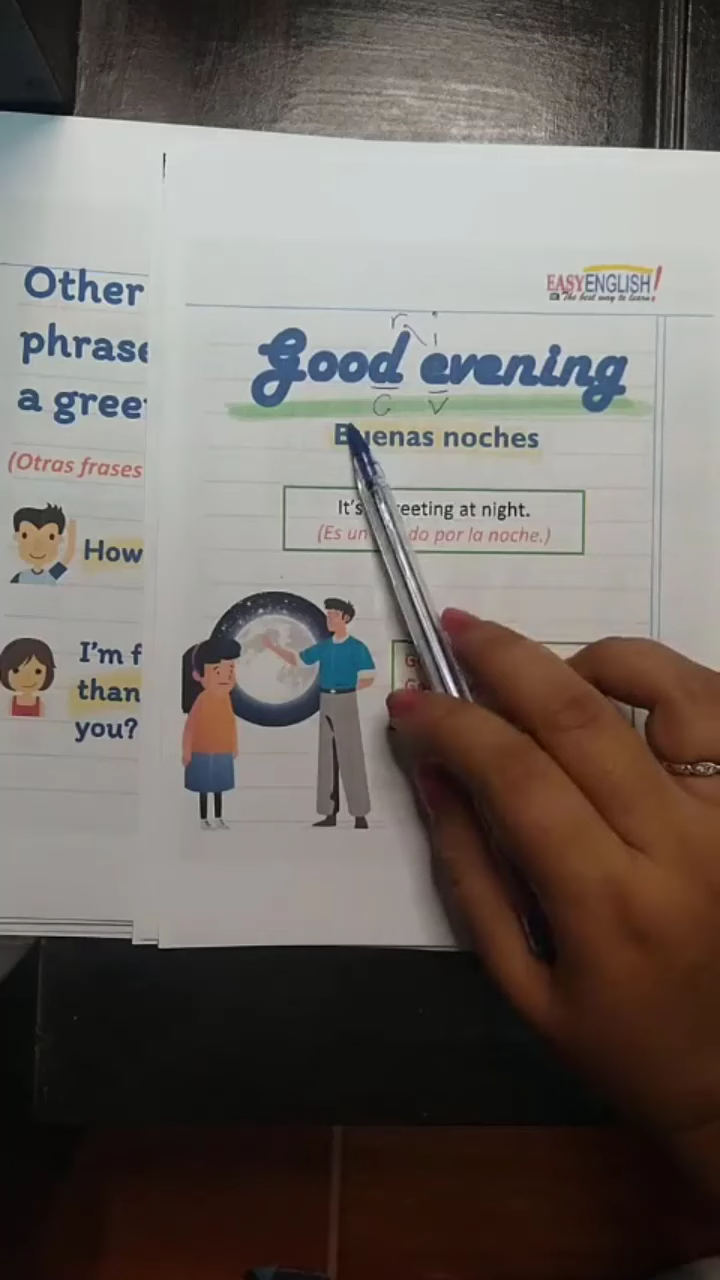 Other
phrase
a gree
(Otras frases
How
I'm f
than
you?
EASYENGLISH!
The best way to learn
r i
Good evening
C V
Buenas noches
It's greeting at night.
(Es un do por la noche.)